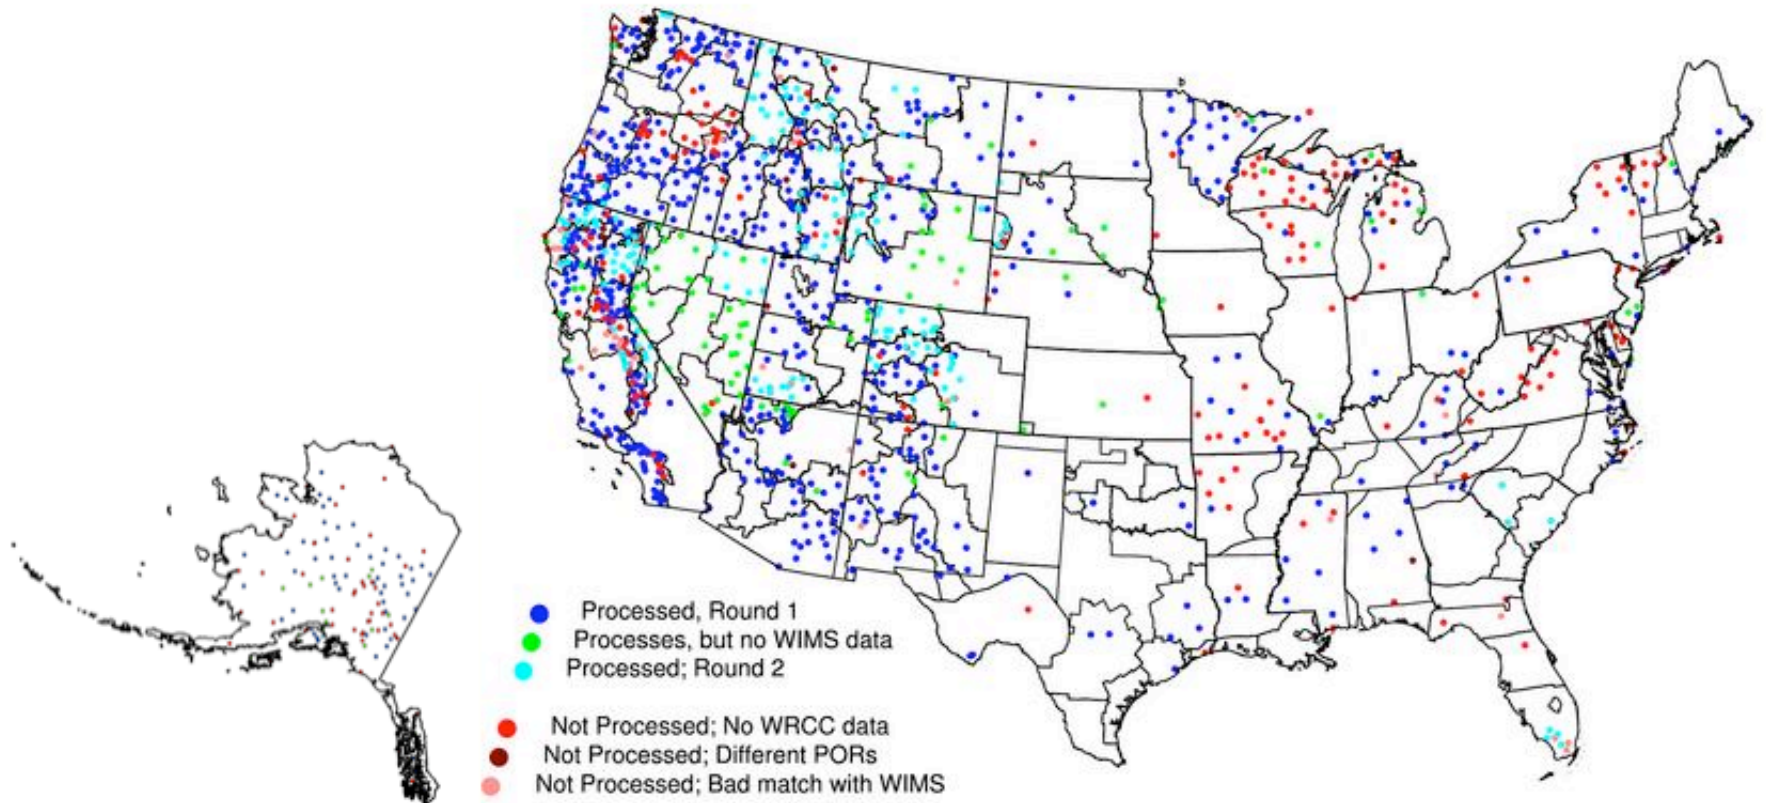 Processed, Round 1
Processes, but no WIMS data
Processed; Round 2
Not Processed; No WRCC data
Not Processed; Different PORs
Not Processed; Bad match with WIMS